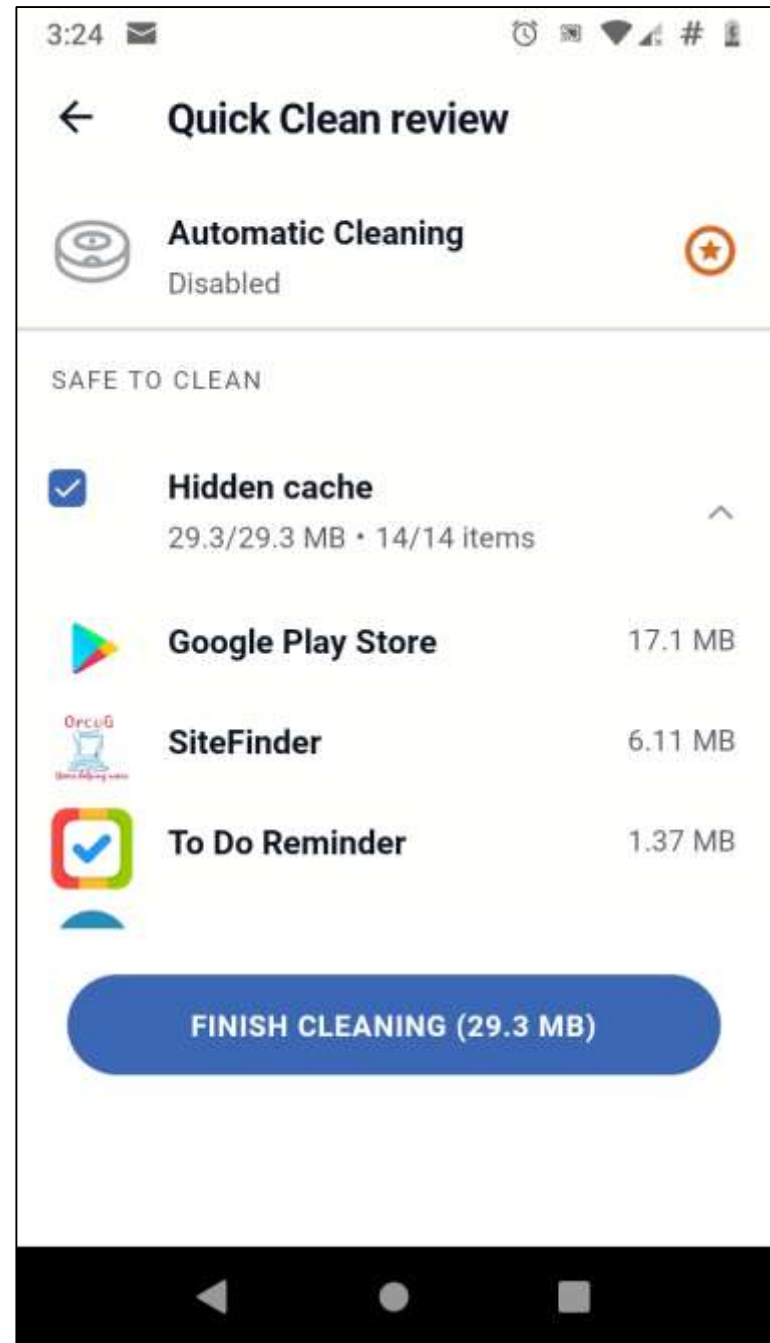 3:24
Quick Clean review
Automatic Cleaning
Disabled
SAFE TO CLEAN
Hidden cache
29.3/29.3 MB • 14/14 items
Google Play Store 17.1 MB
OrcuG
SiteFinder 6.11 MB
To Do Reminder 1.37 MB
FINISH CLEANING (29.3 MB)